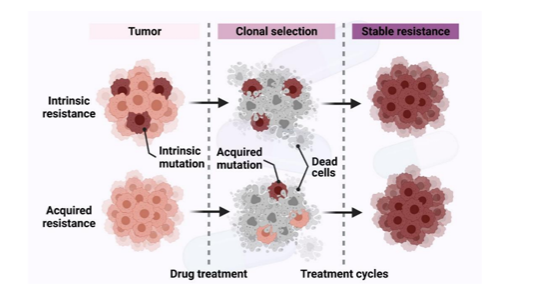 Tumor
Clonal selection
Stable resistance
Intrinsic
resistance
Intrinsic
mutation
Acquired
mutation
Dead
cells
Acquired
resistance
Drug treatment
Treatment cycles